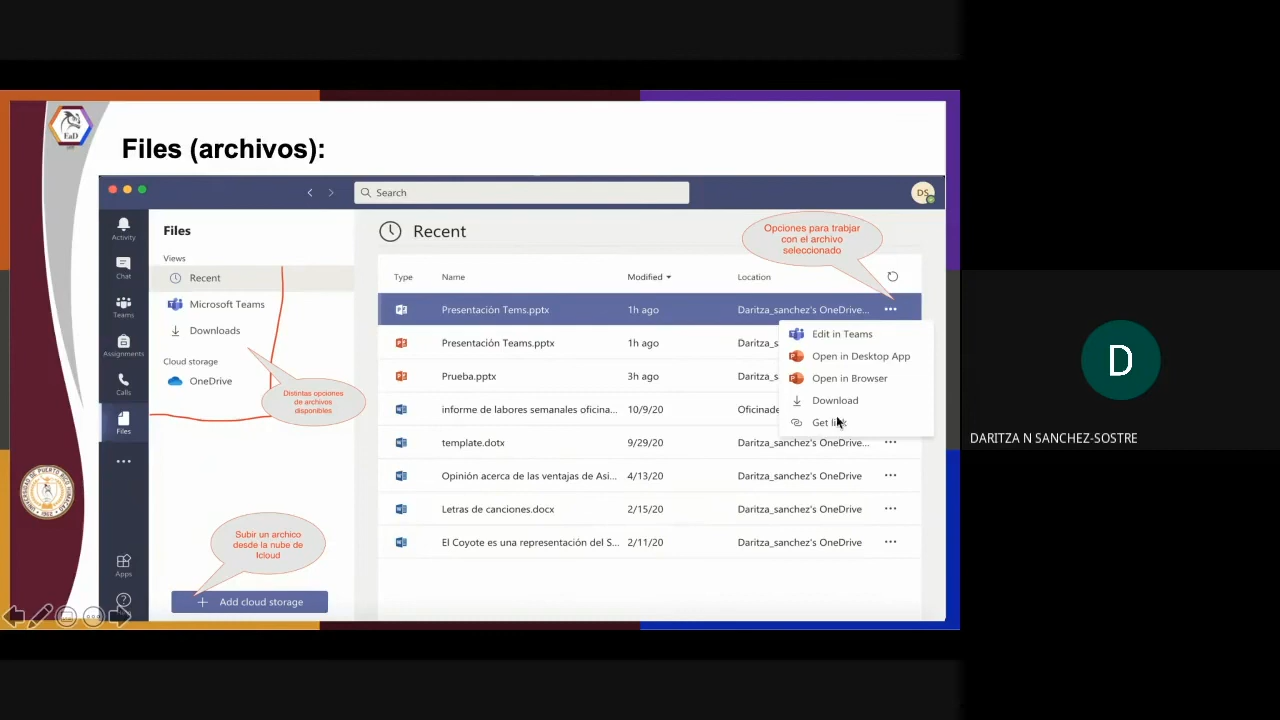 EaD
Files (archivos):
Search
DS
Activity
Chat
Teams
Assignments
Calls
Files
Apps
Files
Views
Recent
Microsoft Teams
Downloads
Cloud storage
OneDrive
Distintas opciones
de archivos
disponibles
Subir un archico
desde la nube de
Icloud
+ Add cloud storage
Recent
Opciones para trabjar
con el archivo
seleccionado
Type Name Modified Location
Presentación Tems.pptx 1h ago Daritza_sanchez's OneDrive... •••
Presentación Teams.pptx 1h ago Daritza_s
Prueba.pptx 3h ago Daritza_s
informe de labores semanales oficina... 10/9/20 Oficinade
template.dotx 9/29/20 Daritza_sanchez's OneDrive... •••
Opinión acerca de las ventajas de Asi... 4/13/20 Daritza_sanchez's OneDrive •••
Letras de canciones.docx 2/15/20 Daritza_sanchez's OneDrive •••
El Coyote es una representación del S... 2/11/20 Daritza_sanchez's OneDrive •••
Edit in Teams
Open in Desktop App
Open in Browser
Download
Get link
D
DARITZA N SANCHEZ-SOSTRE